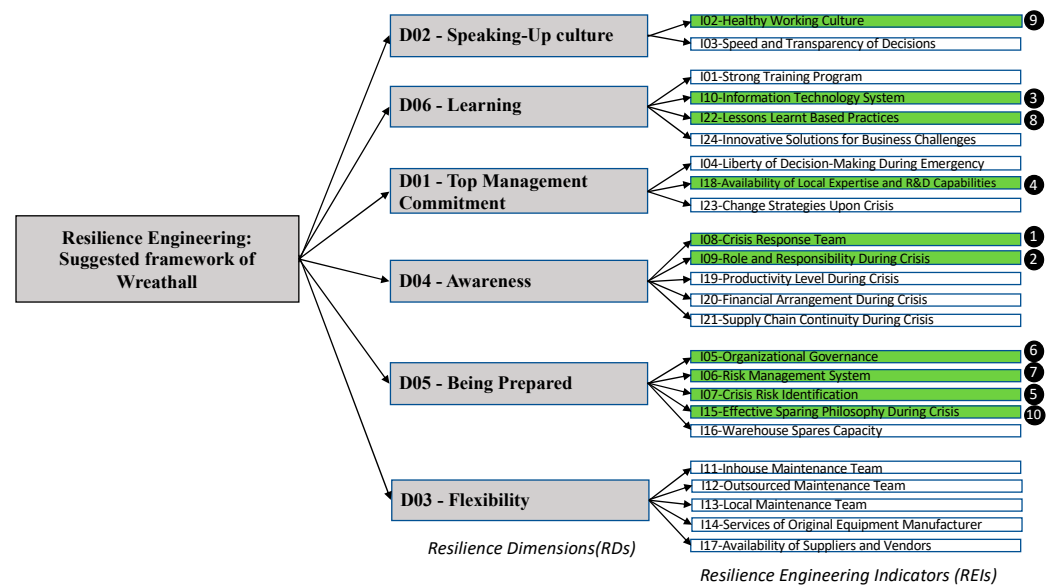 Resilience Engineering:
Suggested framework of
Wreathall
D02 - Speaking-Up culture
I02-Healthy Working Culture
9
I03-Speed and Transparency of Decisions
D06 - Learning
I01-Strong Training Program
I10-Information Technology System
3
I22-Lessons Learnt Based Practices
8
I24-Innovative Solutions for Business Challenges
D01 - Top Management
Commitment
I04-Liberty of Decision-Making During Emergency
I18-Availability of Local Expertise and R&D Capabilities
4
I23-Change Strategies Upon Crisis
D04 - Awareness
I08-Crisis Response Team
1
I09-Role and Responsibility During Crisis
2
I19-Productivity Level During Crisis
I20-Financial Arrangement During Crisis
I21-Supply Chain Continuity During Crisis
D05 - Being Prepared
I05-Organizational Governance
6
I06-Risk Management System
7
I07-Crisis Risk Identification
5
I15-Effective Sparing Philosophy During Crisis
10
I16-Warehouse Spares Capacity
D03 - Flexibility
I11-Inhouse Maintenance Team
I12-Outsourced Maintenance Team
I13-Local Maintenance Team
I14-Services of Original Equipment Manufacturer
I17-Availability of Suppliers and Vendors
Resilience Dimensions(RDs)
Resilience Engineering Indicators (REIs)